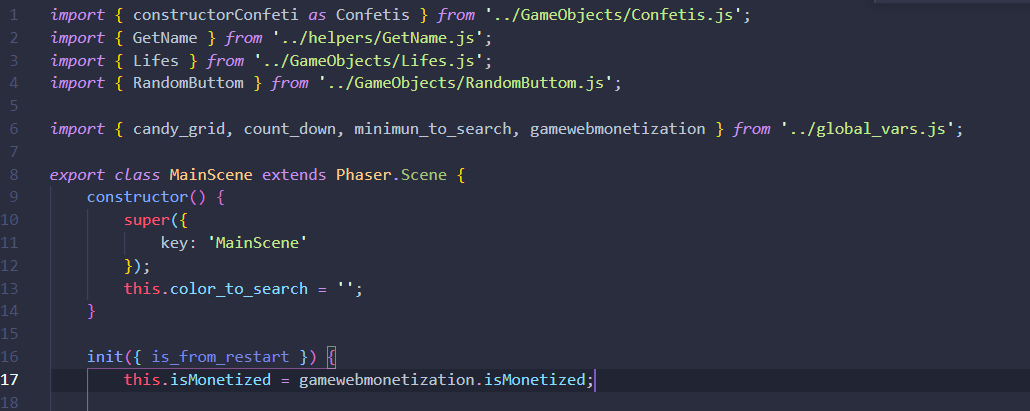 1 import { constructorConfeti as Confetis } from '../GameObjects/Confetis.js';
2 import { GetName } from '../helpers/GetName.js';
3 import { Lifes } from '../GameObjects/Lifes.js';
4 import { RandomButtom } from '../GameObjects/RandomButtom.js';
5
6 import { candy_grid, count_down, minimun_to_search, gamewebmonetization } from '../global_vars.js';
7
8 export class MainScene extends Phaser.Scene {
9 constructor() {
10 super({
11 key: 'MainScene'
12 });
13 this.color_to_search = '';
14 }
15
16 init({ is_from_restart }) {
17 this.isMonetized = gamewebmonetization.isMonetized;
18